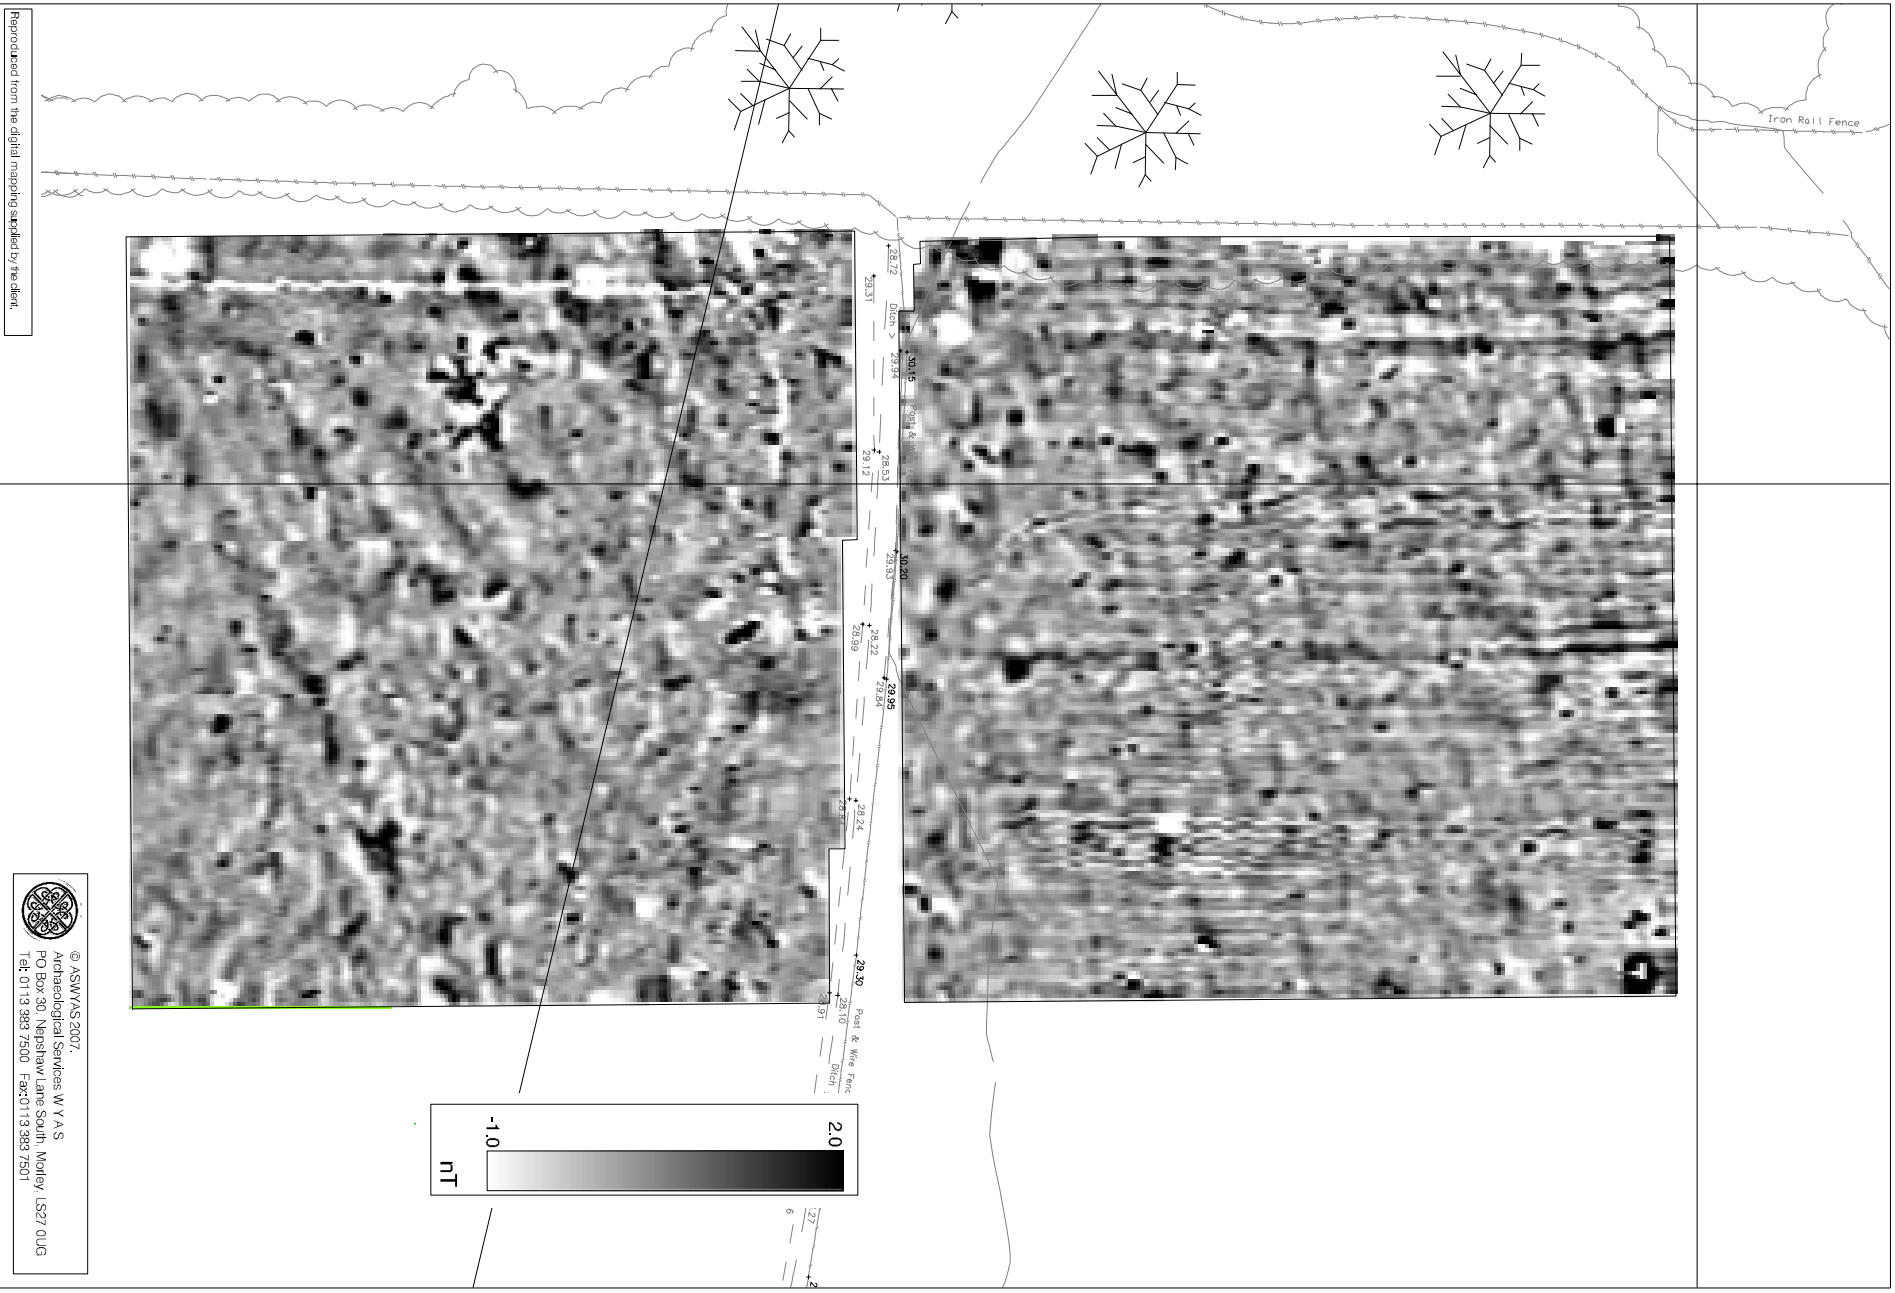 Reproduced from the digital mapping supplied by the client.
Iron Rail Fence
28.72
29.31
Ditch >
29.94
30.15
Post &
28.53
29.12
30.20
29.93
28.22
28.99
29.95
29.84
28.24
29.30
28.10
Post & Wire Fenc
Ditch
2.0
-1.0
nT
.27
6
© ASWYAS 2007.
Archaeological Services W Y A S
PO Box 30, Nepshaw Lane South, Morley, LS27 0UG
Tel: 0113 383 7500 Fax: 0113 383 7501